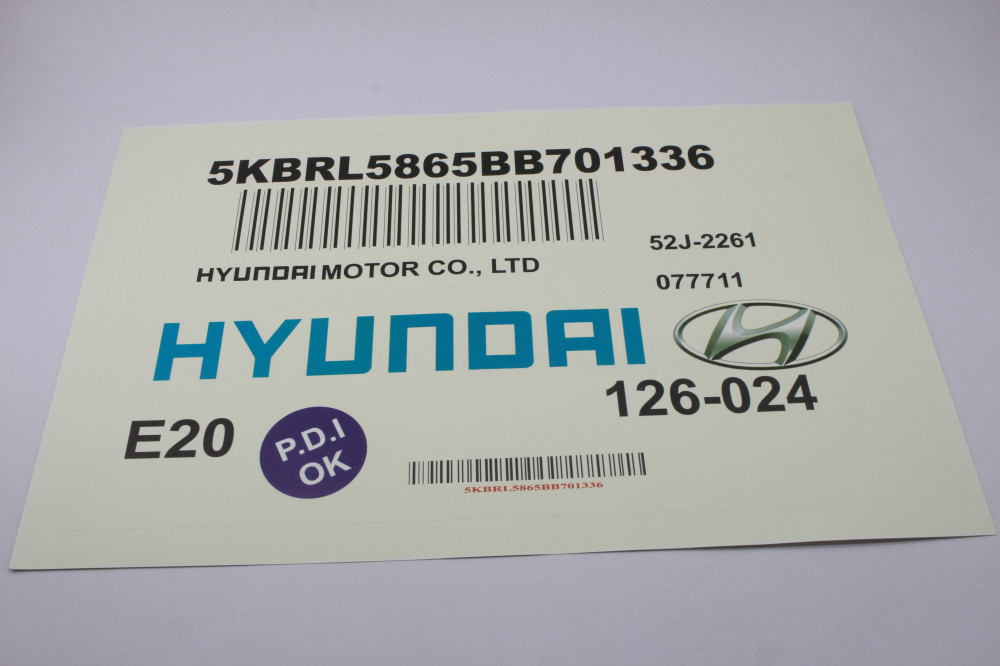 5KBRL5865BB701336
52J-2261
HYUNDAI MOTOR CO., LTD
077711
HYUNDAI
126-024
E20
P.D.I
OK
5KBRL5865BB701336